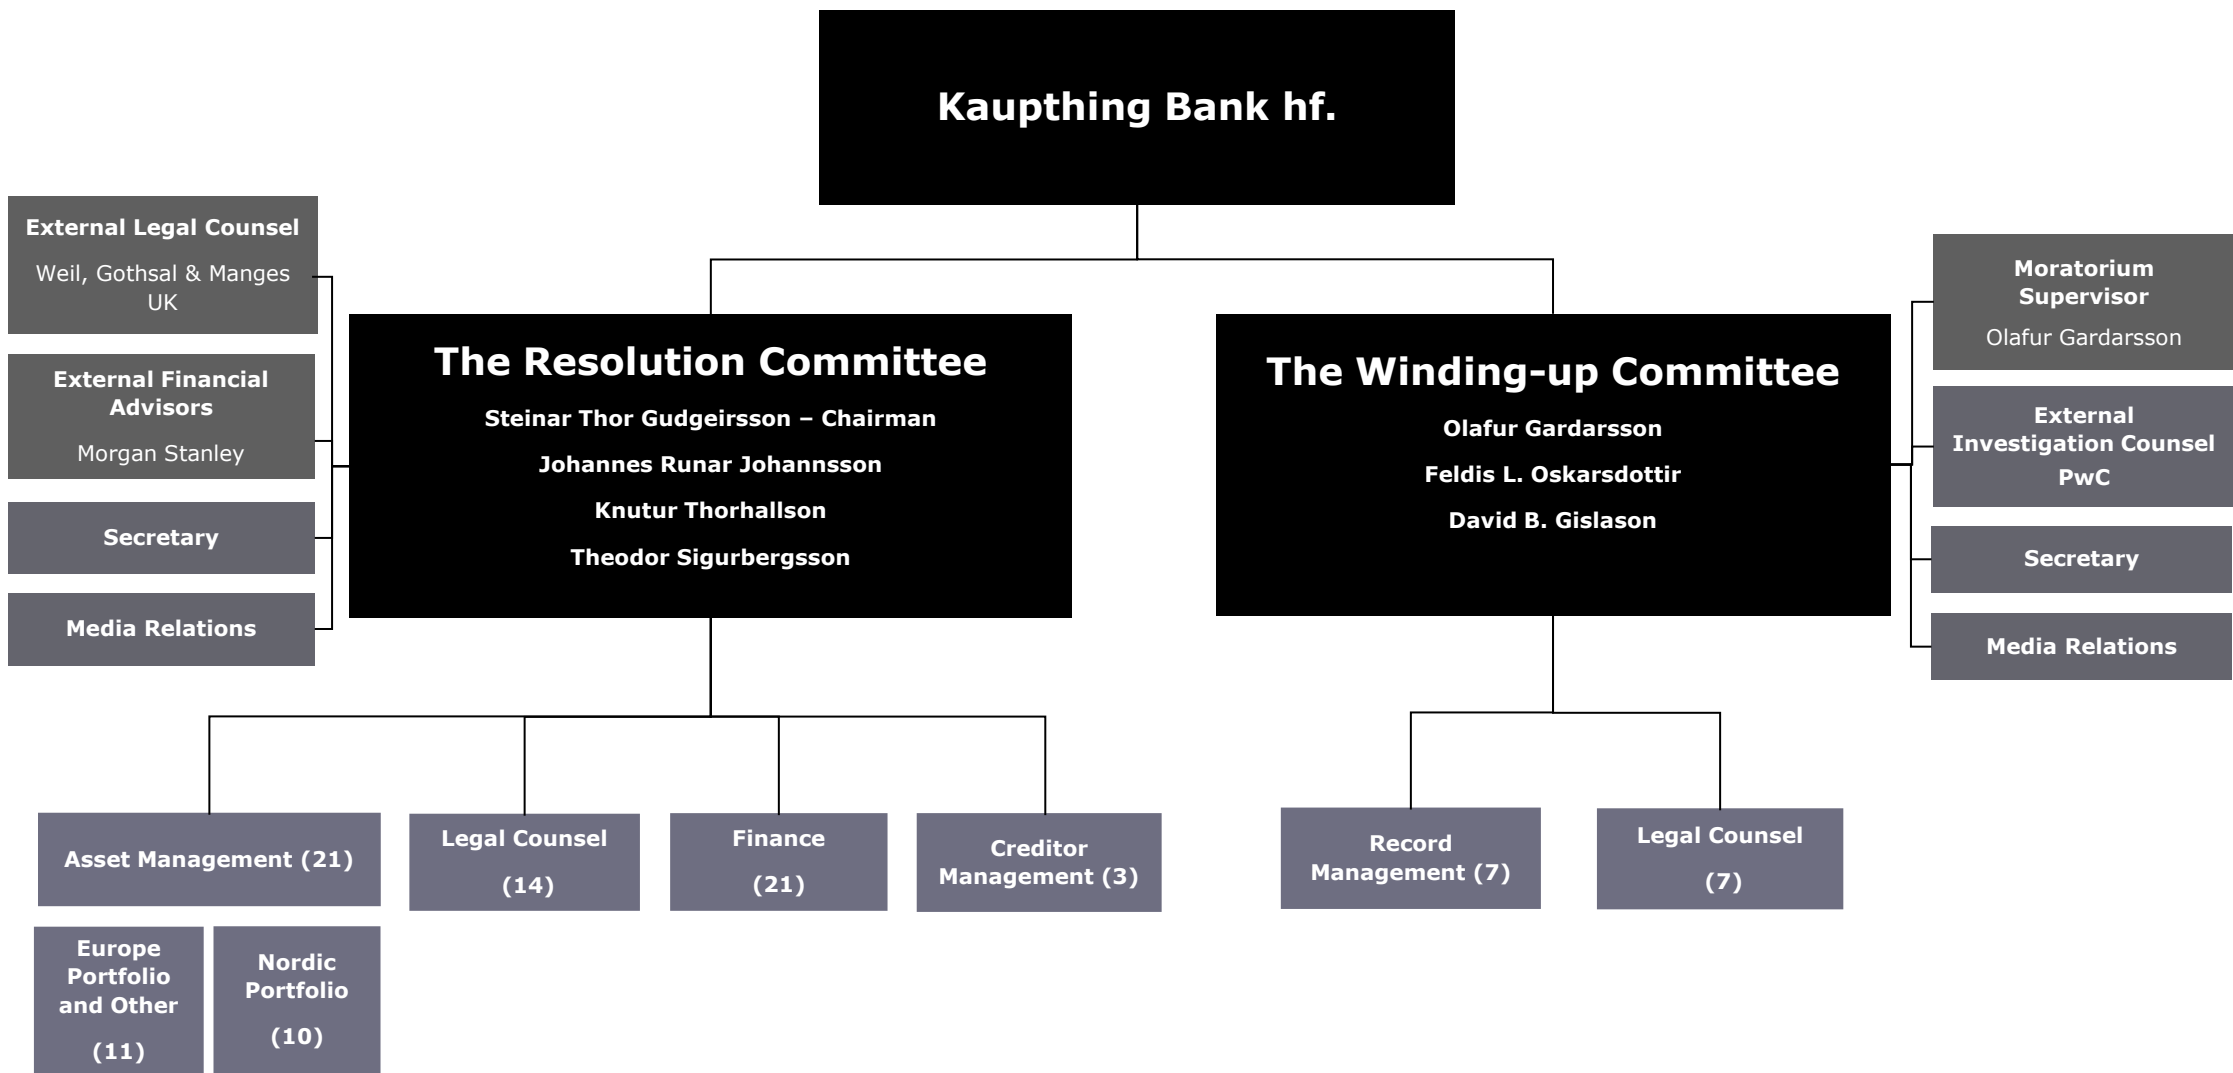 Kaupthing Bank hf.
External Legal Counsel
Weil, Gothsal & Manges
UK
External Financial
Advisors
Morgan Stanley
Secretary
Media Relations
The Resolution Committee
Steinar Thor Gudgeirsson – Chairman
Johannes Runar Johannsson
Knutur Thorhallson
Theodor Sigurbergsson
The Winding-up Committee
Olafur Gardarsson
Feldis L. Oskarsdottir
David B. Gislason
Moratorium
Supervisor
Olafur Gardarsson
External
Investigation Counsel
PwC
Secretary
Media Relations
Asset Management (21)
Legal Counsel
(14)
Finance
(21)
Creditor
Management (3)
Record
Management (7)
Legal Counsel
(7)
Europe
Portfolio
and Other
(11)
Nordic
Portfolio
(10)